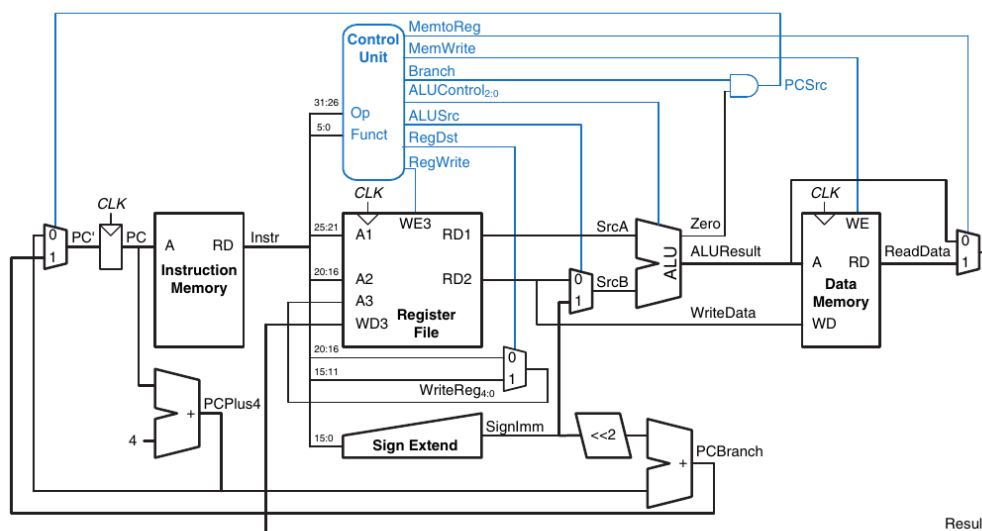 MemtoReg
Control
Unit
MemWrite
Branch
ALUControl2:0
PCSrc
31:26
Op
ALUSrc
5:0
Funct
RegDst
RegWrite
CLK
CLK
CLK
0
1
PC'
PC
A
RD
Instr
Instruction
Memory
25:21
A1
WE3
RD1
SrcA
Zero
WE
0
1
20:16
A2
RD2
0
1
SrcB
ALU
ALUResult
A
RD
ReadData
A3
Data
Memory
WD3
Register
File
WriteData
WD
20:16
0
15:11
1
WriteReg4:0
PCPlus4
+
4
15:0
Sign Extend
SignImm
<<2
+
PCBranch
Resul